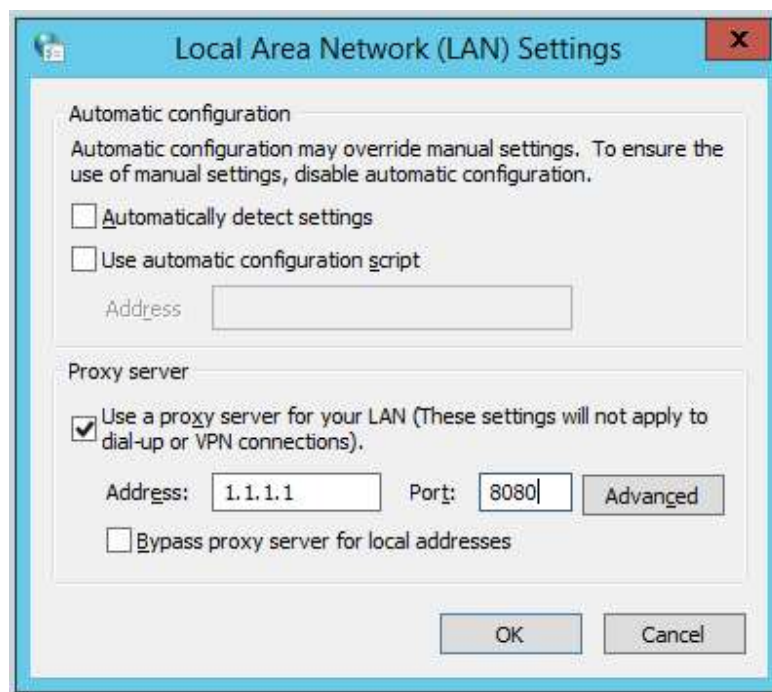 Local Area Network (LAN) Settings
x
Automatic configuration
Automatic configuration may override manual settings. To ensure the
use of manual settings, disable automatic configuration.
Automatically detect settings
Use automatic configuration script
Address
Proxy server
Use a proxy server for your LAN (These settings will not apply to
dial-up or VPN connections).
Address: 1.1.1.1 Port: 8080 Advanced
Bypass proxy server for local addresses
OK Cancel